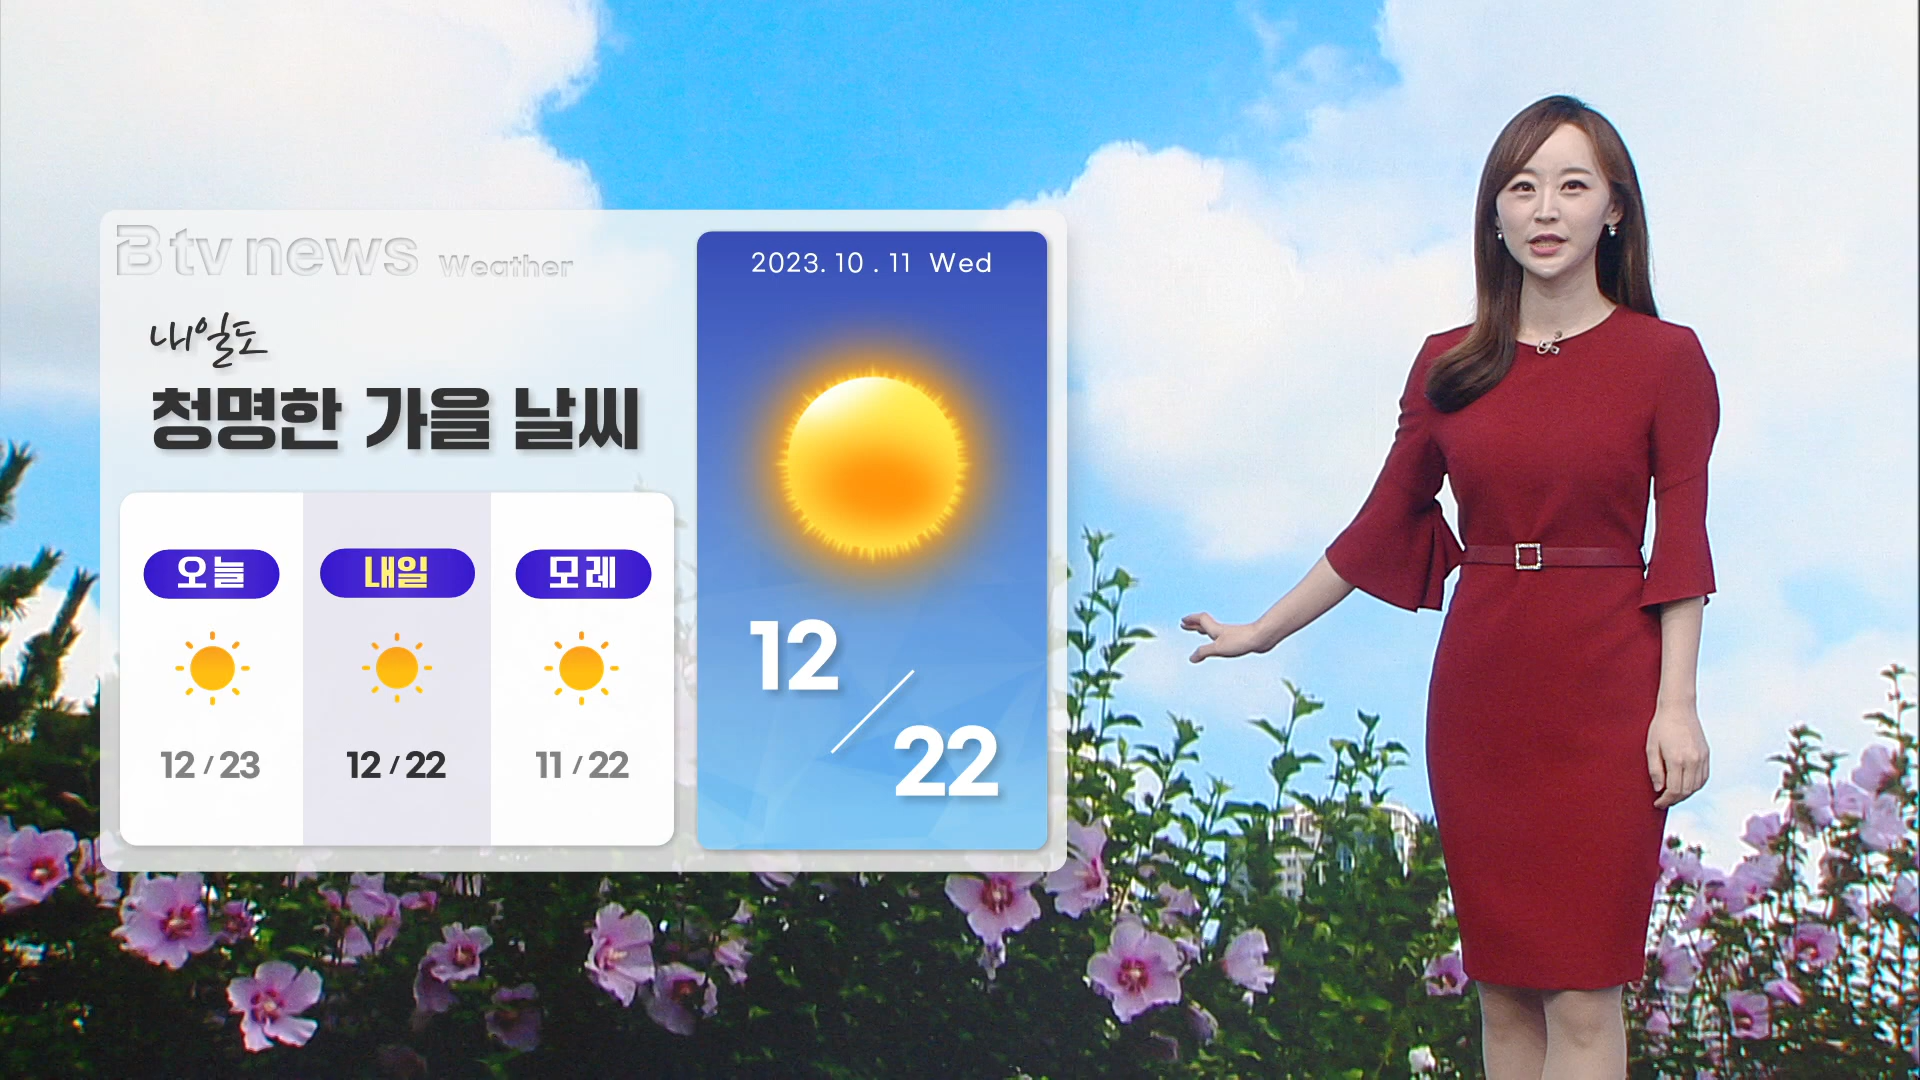 B tv news Weather
내일도
청명한 가을 날씨
오늘 내일 모레
12 / 23 12 / 22 11 / 22
2023. 10 . 11 Wed
12 / 22